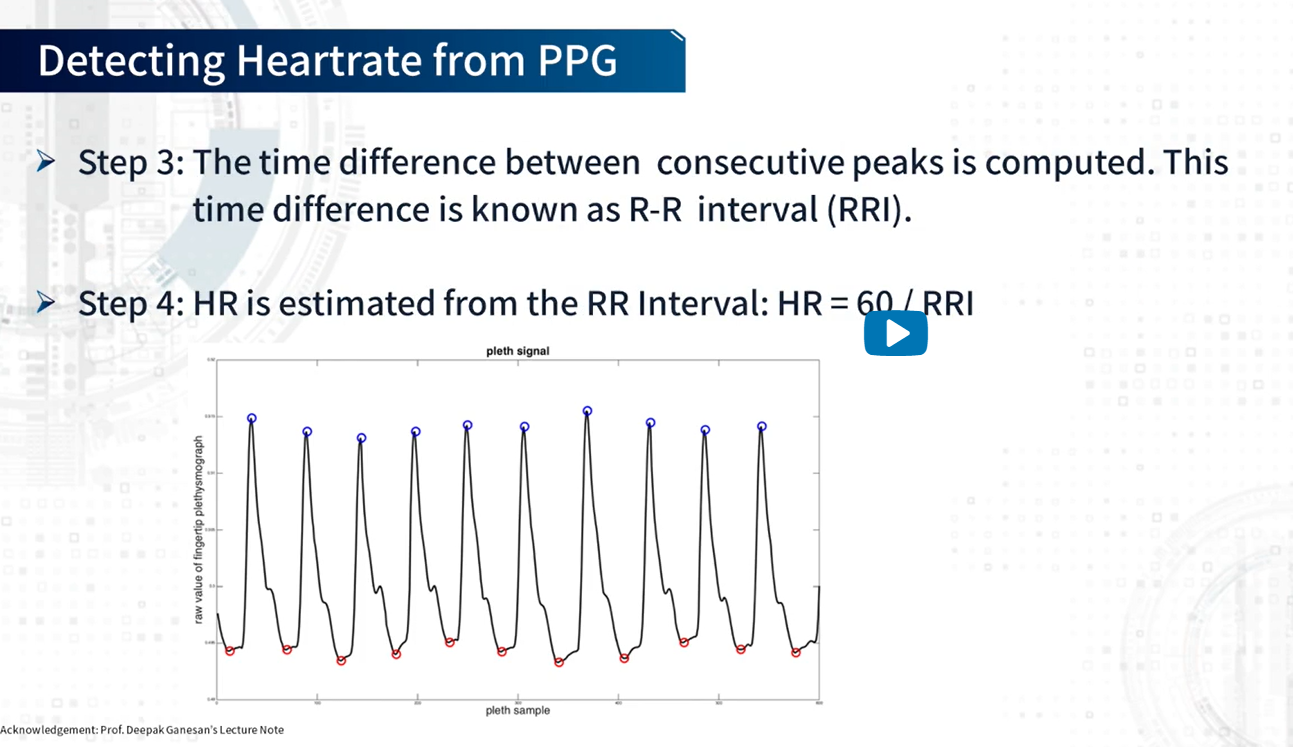 Detecting Heartrate from PPG
Step 3: The time difference between consecutive peaks is computed. This
time difference is known as R-R interval (RRI).
Step 4: HR is estimated from the RR Interval: HR = 60 / RRI
pleth signal
raw value of fingertip plethysmograph
pleth sample
Acknowledgement: Prof. Deepak Ganesan's Lecture Note